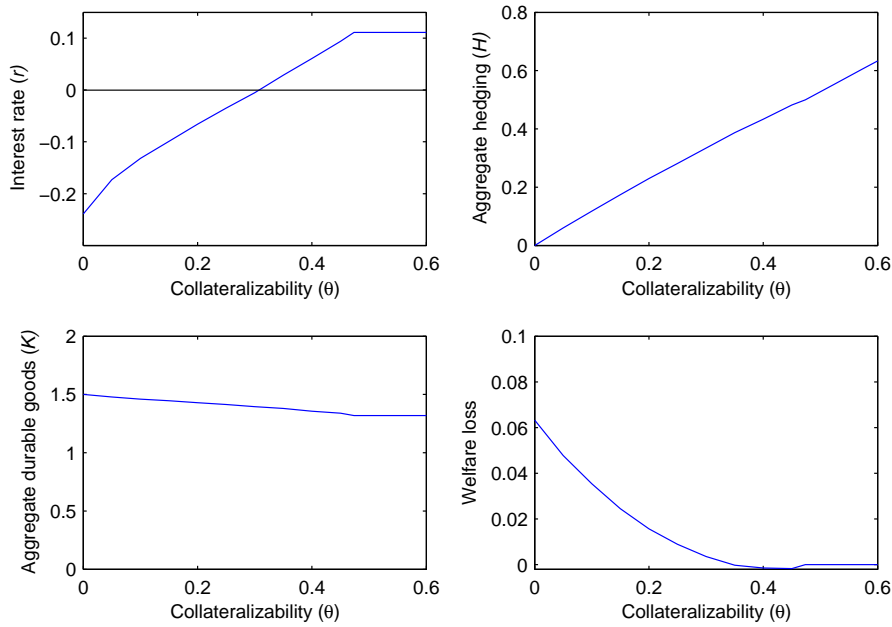 0.1
0
−0.1
−0.2
Interest rate (r)
0 0.2 0.4 0.6
Collateralizability (θ)
0.8
0.6
0.4
0.2
0
Aggregate hedging (H)
0 0.2 0.4 0.6
Collateralizability (θ)
2
1.5
1
0.5
0
Aggregate durable goods (K)
0 0.2 0.4 0.6
Collateralizability (θ)
0.1
0.08
0.06
0.04
0.02
0
Welfare loss
0 0.2 0.4 0.6
Collateralizability (θ)